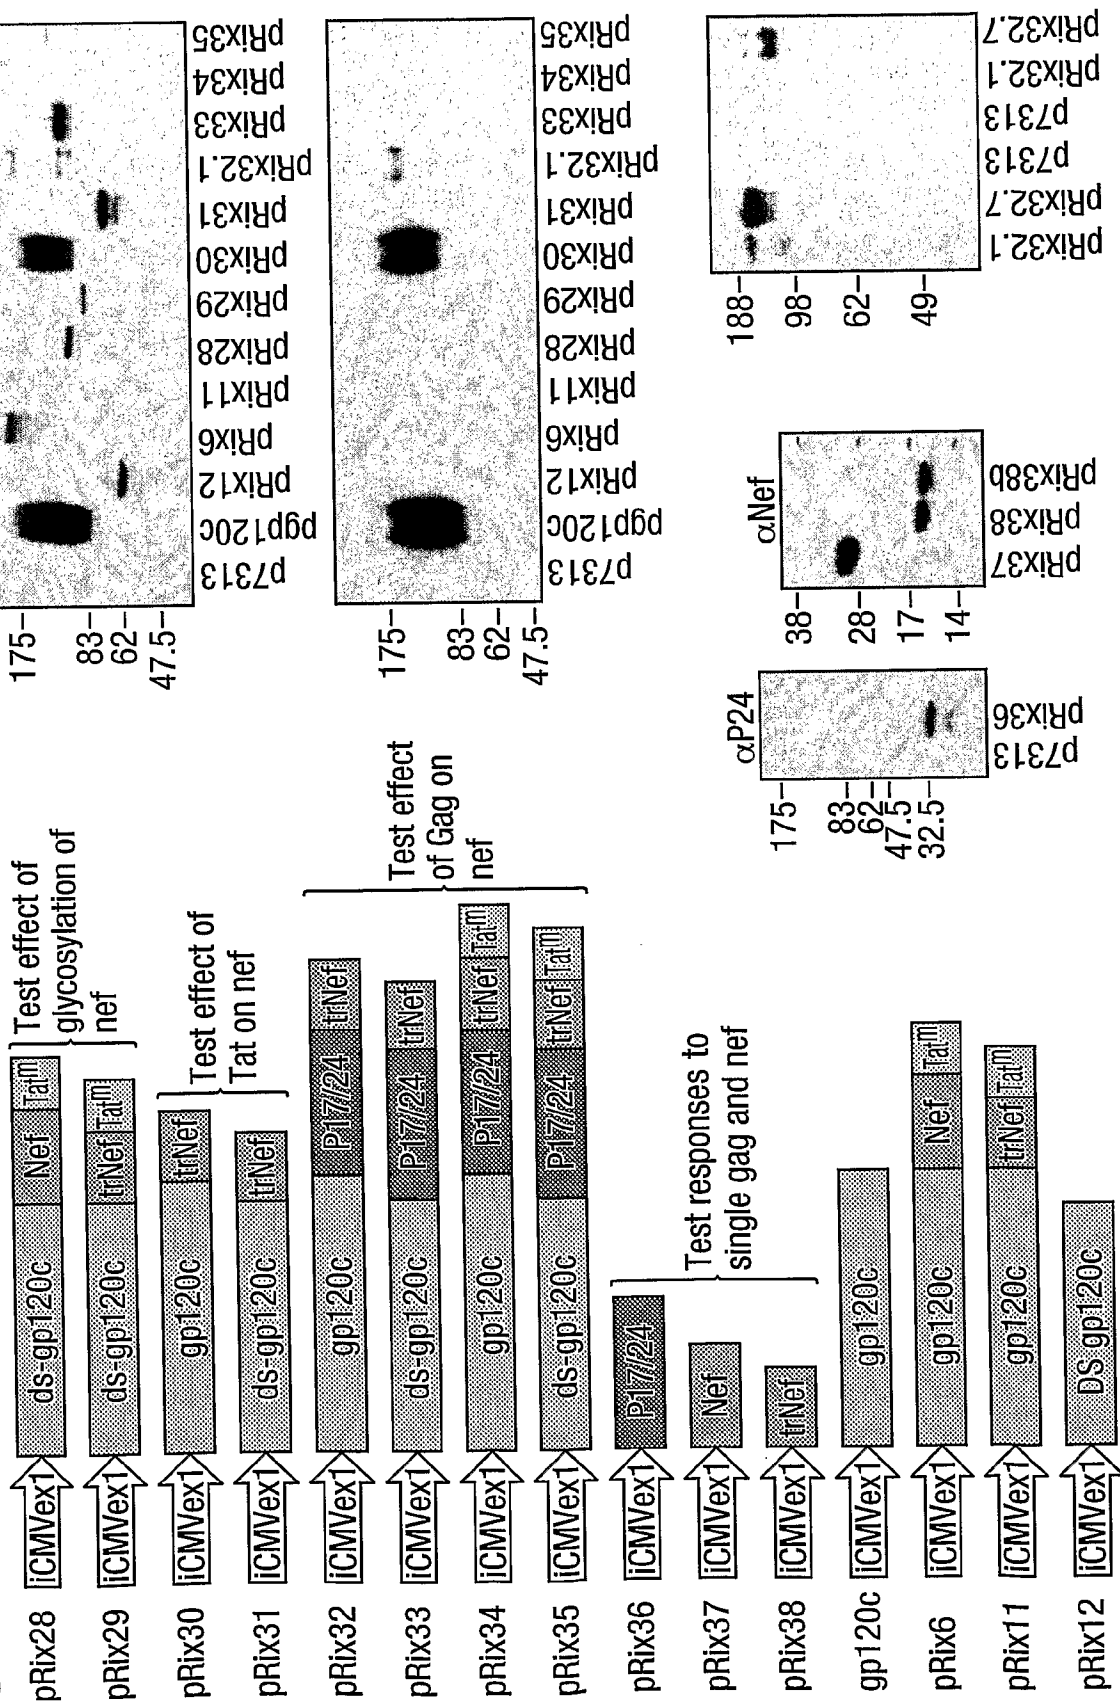 pRix28 iCMVex1 ds-gp120c Nef Tatm
pRix29 iCMVex1 ds-gp120c trNef Tatm
Test effect of
glycosylation of
nef
pRix30 iCMVex1 gp120c trNef
pRix31 iCMVex1 ds-gp120c trNef
Test effect of
Tat on nef
pRix32 iCMVex1 gp120c P17/24 trNef
pRix33 iCMVex1 ds-gp120c P17/24 trNef
pRix34 iCMVex1 gp120c P17/24 trNef Tatm
pRix35 iCMVex1 ds-gp120c P17/24 trNef Tatm
Test effect
of Gag on
nef
pRix36 iCMVex1 P17/24
pRix37 iCMVex1 Nef
pRix38 iCMVex1 trNef
Test responses to
single gag and nef
gp120c iCMVex1 gp120c
pRix6 iCMVex1 gp120c Nef Tatm
pRix11 iCMVex1 gp120c trNef Tatm
pRix12 iCMVex1 DS gp120c
175–
83–
62–
47.5–
p7313
pgp120c
pRix12
pRix6
pRix11
pRix28
pRix29
pRix30
pRix31
pRix32.1
pRix33
pRix34
pRix35
175–
83–
62–
47.5–
p7313
pgp120c
pRix12
pRix6
pRix11
pRix28
pRix29
pRix30
pRix31
pRix32.1
pRix33
pRix34
pRix35
αP24
175–
83–
62–
47.5–
32.5–
p7313
pRix36
αNef
38–
28–
17–
14–
pRix37
pRix38
pRix38b
188–
98–
62–
49–
pRix32.1
pRix32.7
p7313
p7313
pRix32.1
pRix32.7